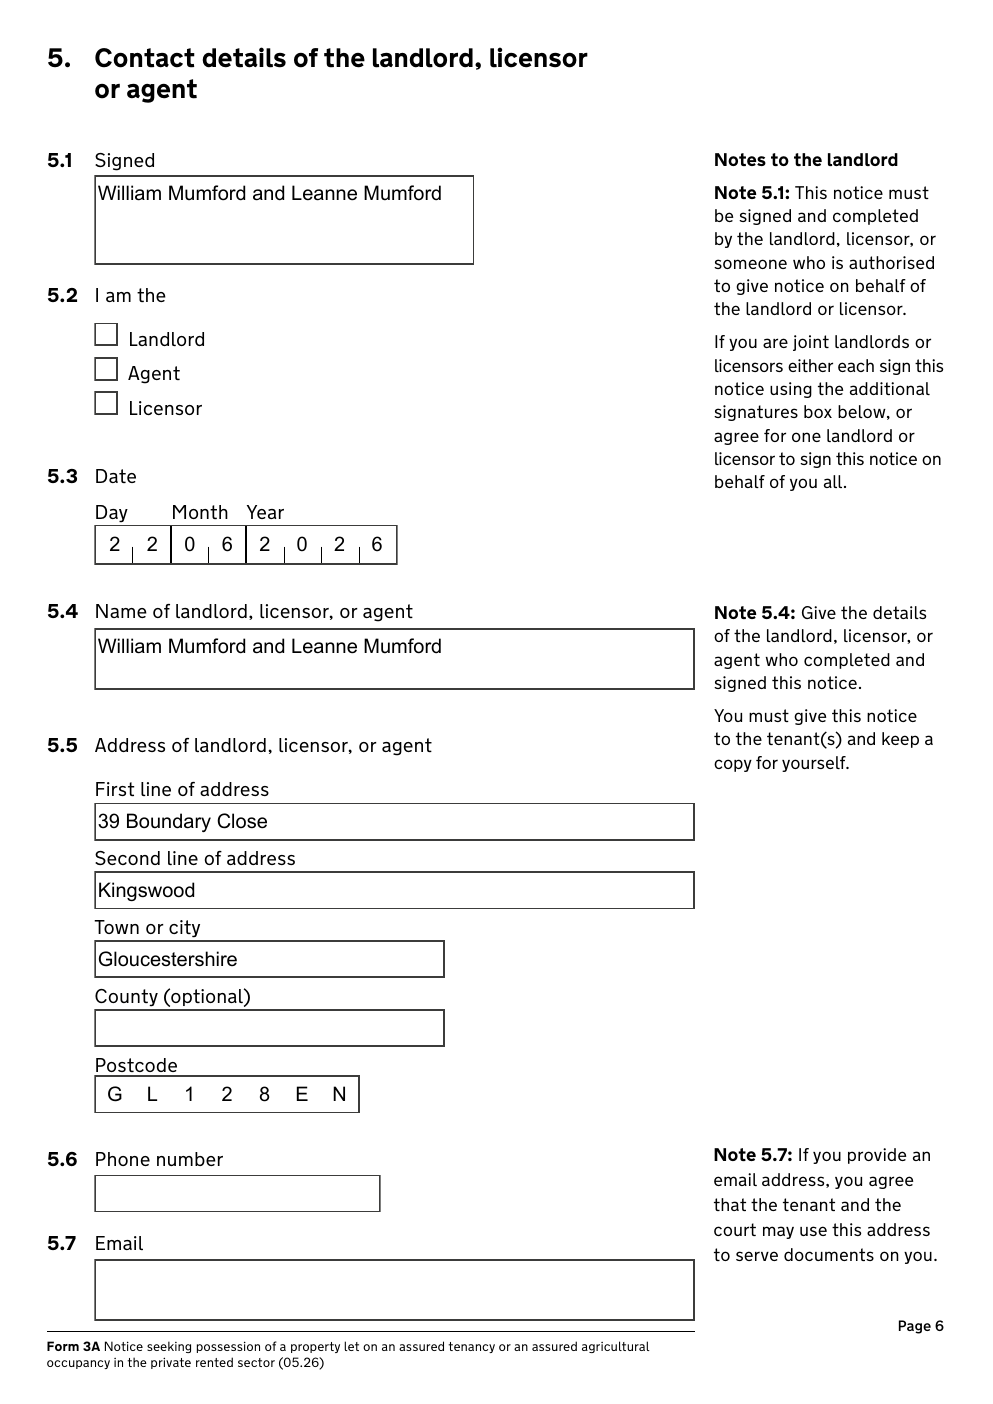 5. Contact details of the landlord, licensor
or agent
5.1 Signed
William Mumford and Leanne Mumford
5.2 I am the
Landlord
Agent
Licensor
5.3 Date
Day Month Year
2 2 0 6 2 0 2 6
5.4 Name of landlord, licensor, or agent
William Mumford and Leanne Mumford
5.5 Address of landlord, licensor, or agent
First line of address
39 Boundary Close
Second line of address
Kingswood
Town or city
Gloucestershire
County (optional)
Postcode
G L 1 2 8 E N
5.6 Phone number
5.7 Email
Notes to the landlord
Note 5.1: This notice must
be signed and completed
by the landlord, licensor, or
someone who is authorised
to give notice on behalf of
the landlord or licensor.
If you are joint landlords or
licensors either each sign this
notice using the additional
signatures box below, or
agree for one landlord or
licensor to sign this notice on
behalf of you all.
Note 5.4: Give the details
of the landlord, licensor, or
agent who completed and
signed this notice.
You must give this notice
to the tenant(s) and keep a
copy for yourself.
Note 5.7: If you provide an
email address, you agree
that the tenant and the
court may use this address
to serve documents on you.
Page 6
Form 3A Notice seeking possession of a property let on an assured tenancy or an assured agricultural
occupancy in the private rented sector (05.26)